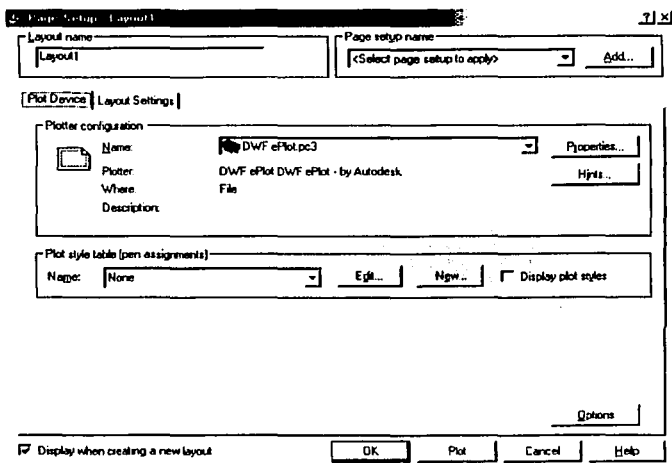 Page Setup - Layout1
Layout name
Layout1
Page setup name
<Select page setup to apply>
Add...
Plot Device
Layout Settings
Plotter configuration
Name:
DWF ePlot.pc3
Properties...
Plotter:
DWF ePlot DWF ePlot - by Autodesk
Hints...
Where:
File
Description:
Plot style table (pen assignments)
Name:
None
Edit...
New...
Display plot styles
Options
Display when creating a new layout
OK
Plot
Cancel
Help